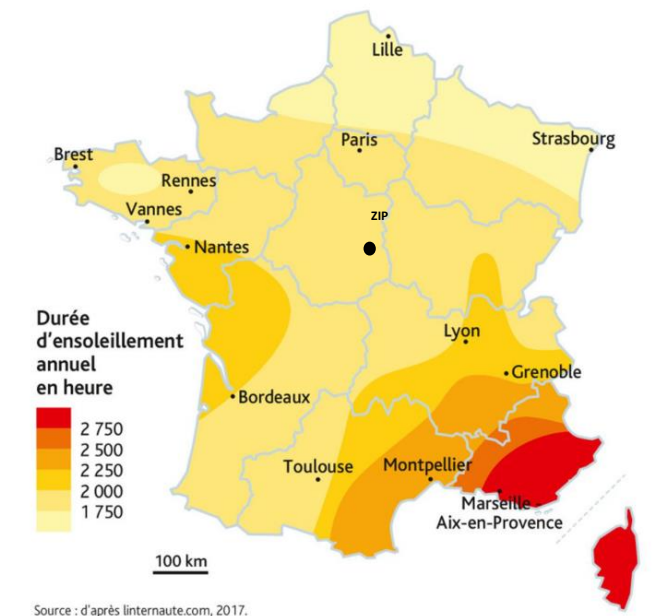 Lille
Paris
Strasbourg
Brest
Rennes
Vannes
ZIP
Nantes
Durée
d'ensoleillement
annuel
en heure
2 750
2 500
2 250
2 000
1 750
Lyon
Grenoble
Bordeaux
Toulouse
Montpellier
Marseille
Aix-en-Provence
100 km
Source : d'après linternaute.com, 2017.